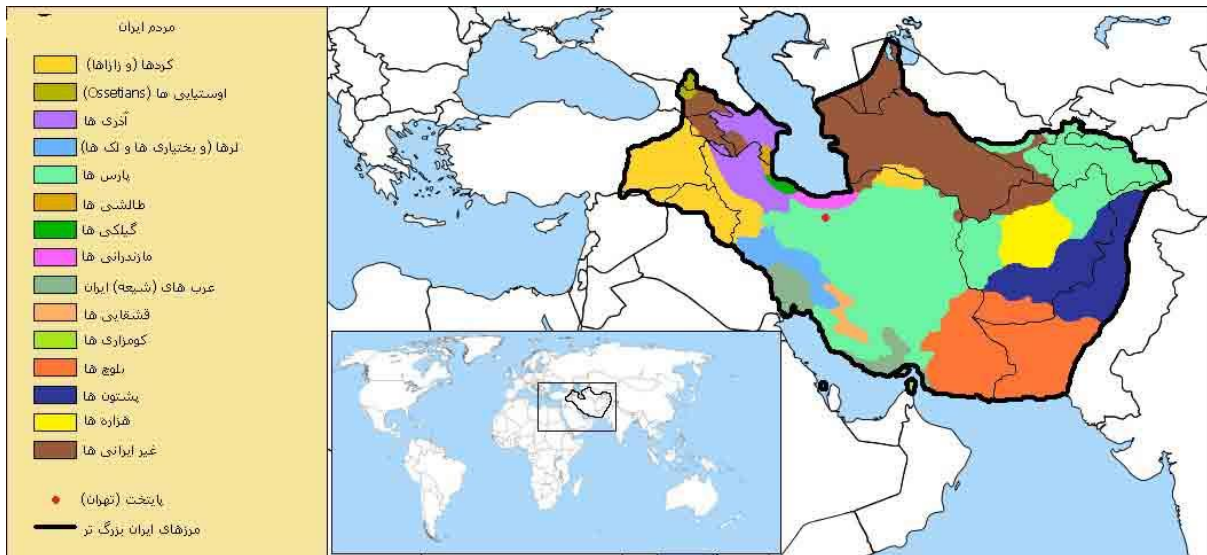 مردم ایران
کردها (و زازاها)
اوستیایی ها (Ossetians)
آذری ها
لرها (و بختیاری ها و لک ها)
پارس ها
طالشی ها
گیلکی ها
مازندرانی ها
عرب های (شیعه) ایران
قشقایی ها
کومزاری ها
بلوچ ها
پشتون ها
هزاره ها
غیر ایرانی ها
پایتخت (تهران)
مرزهای ایران بزرگ تر